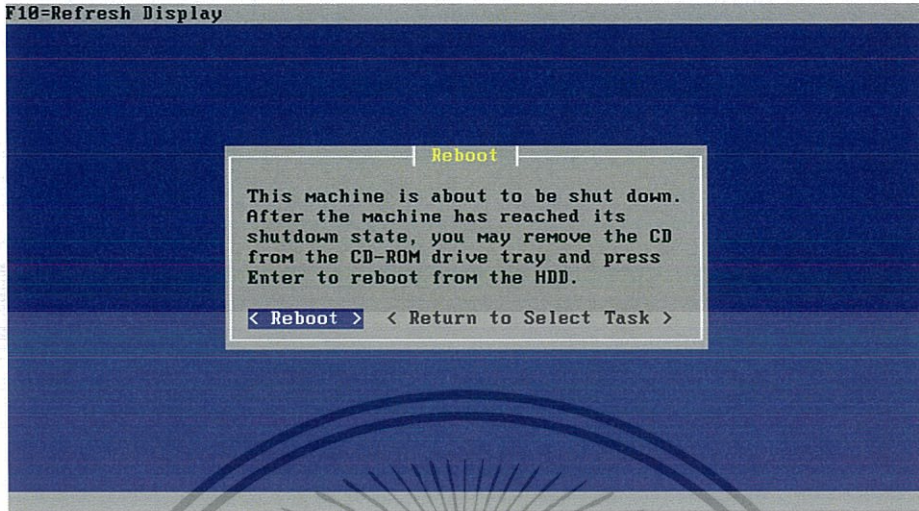 F10=Refresh Display
Reboot
This machine is about to be shut down.
After the machine has reached its
shutdown state, you may remove the CD
from the CD-ROM drive tray and press
Enter to reboot from the HDD.
< Reboot > < Return to Select Task >